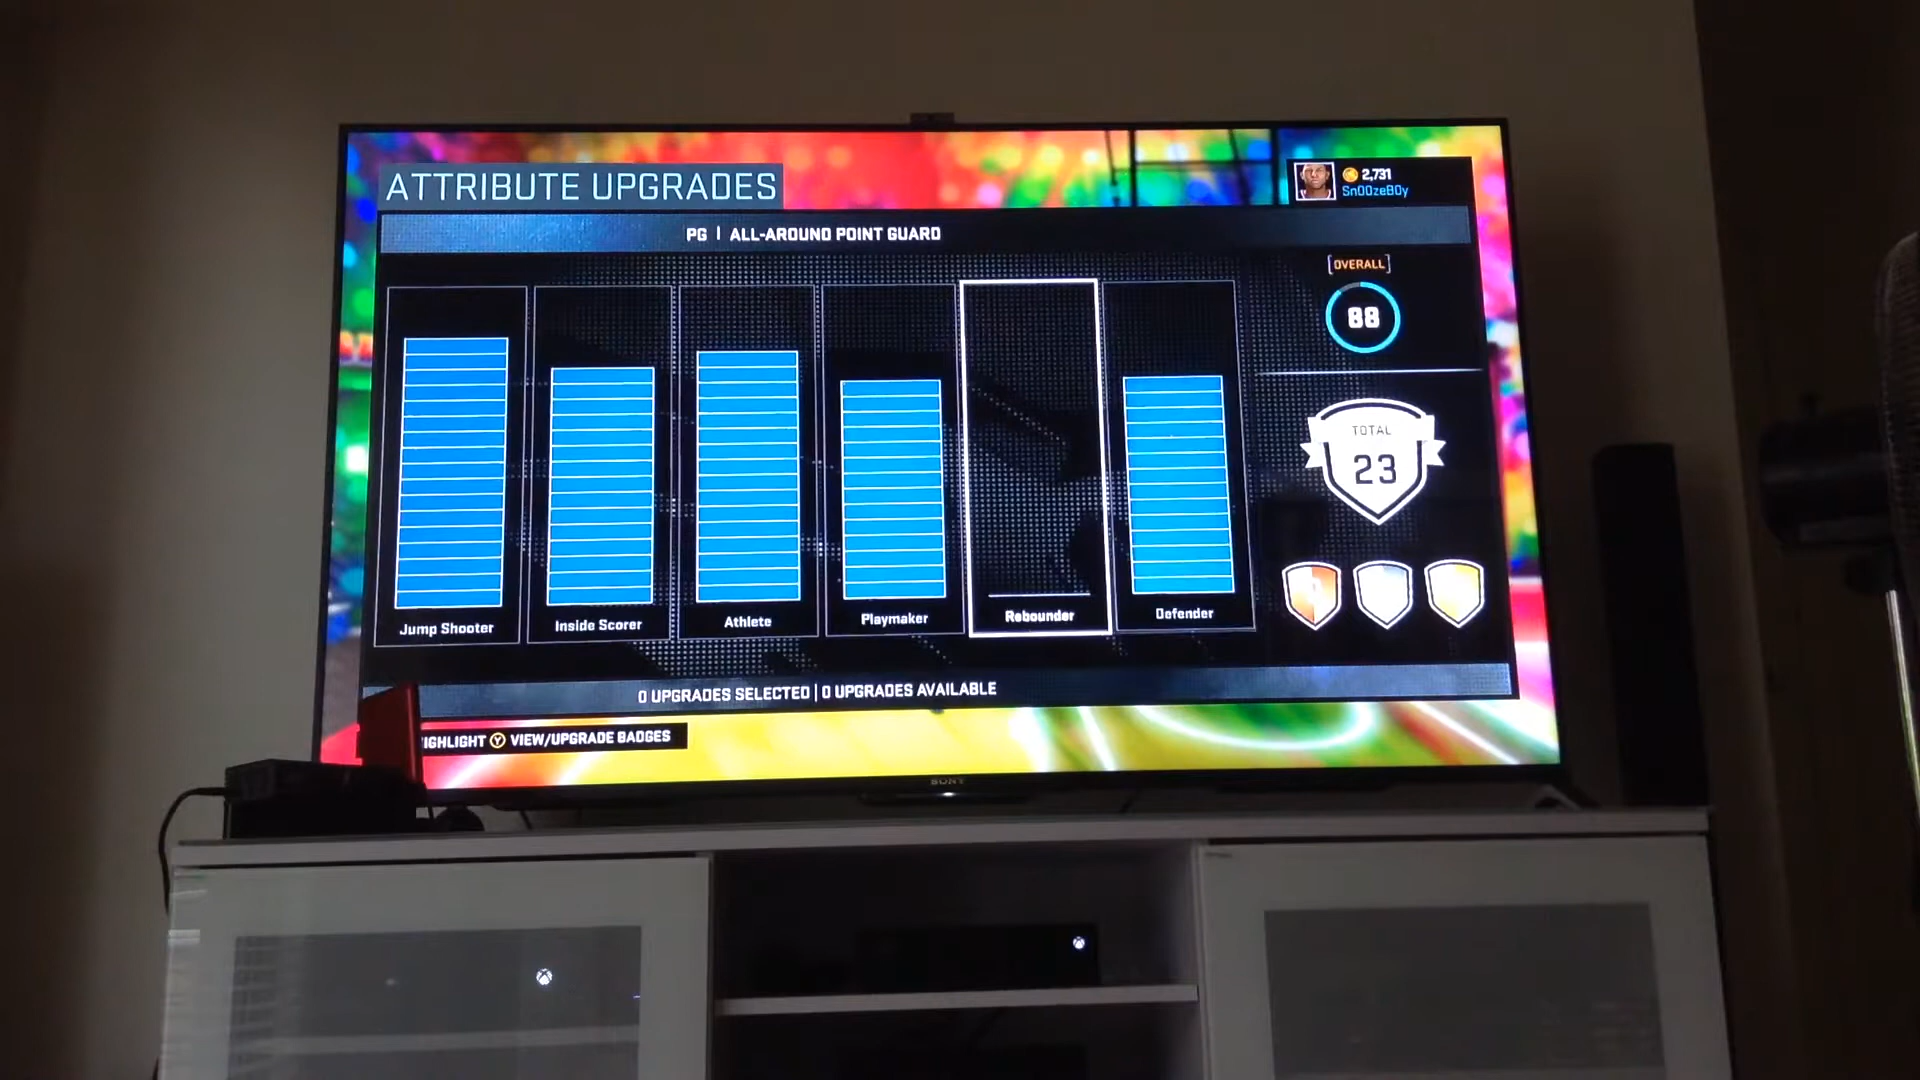 ATTRIBUTE UPGRADES
2,731
Sn00zeB0y
PG | ALL-AROUND POINT GUARD
[OVERALL]
88
TOTAL
23
Jump Shooter
Inside Scorer
Athlete
Playmaker
Rebounder
Defender
0 UPGRADES SELECTED | 0 UPGRADES AVAILABLE
IGHLIGHT Y VIEW/UPGRADE BADGES
SONY